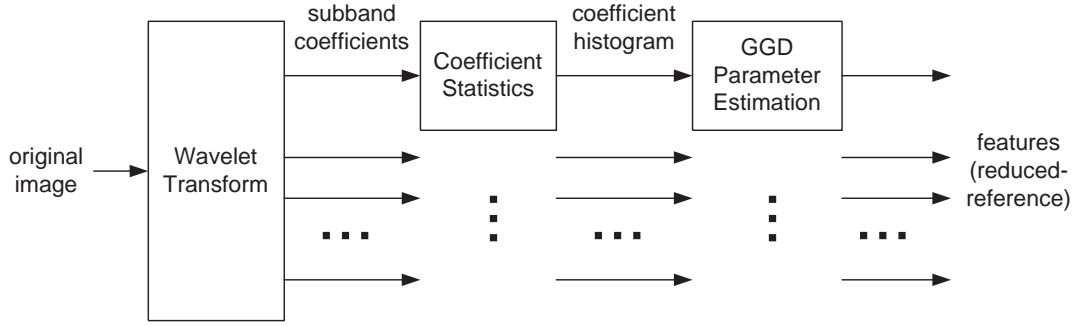 subband
coefficients
coefficient
histogram
Coefficient
Statistics
GGD
Parameter
Estimation
original
image
Wavelet
Transform
features
(reduced-
reference)